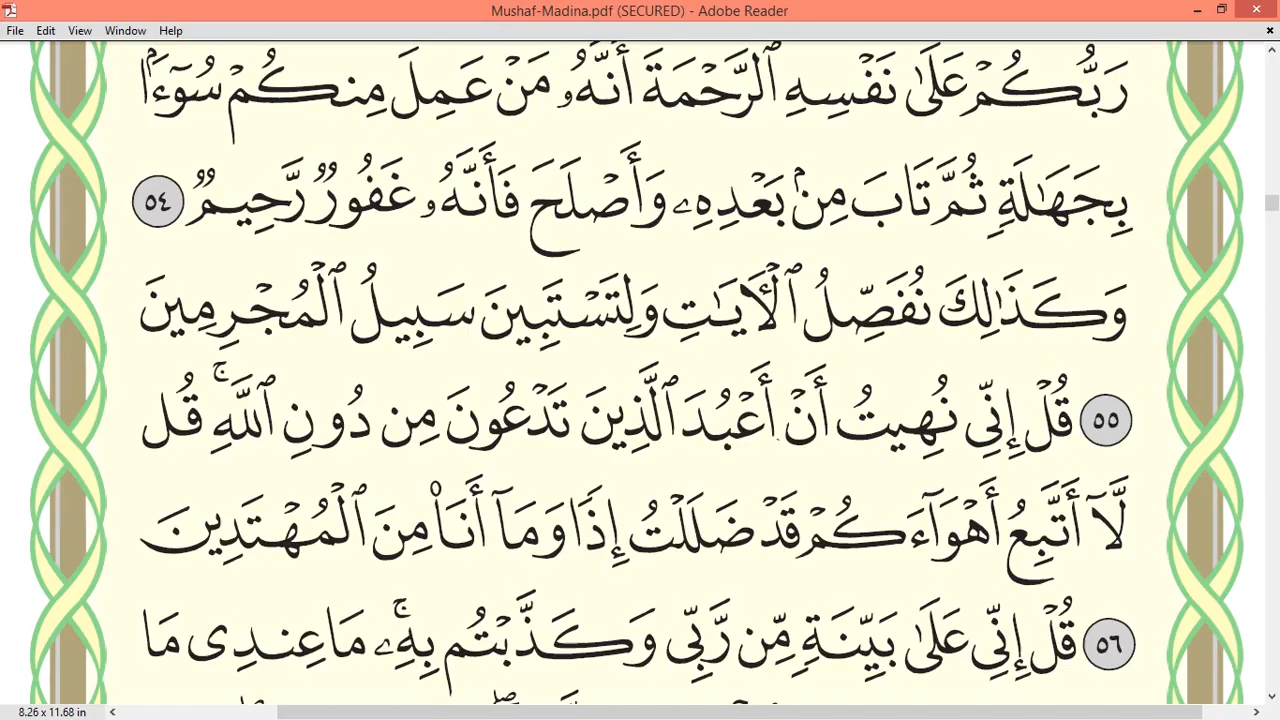 Mushaf-Madina.pdf (SECURED) - Adobe Reader
File Edit View Window Help
رَبُّكُمْ عَلَىٰ نَفْسِهِ ٱلرَّحْمَةَ أَنَّهُۥ مَنْ عَمِلَ مِنكُمْ سُوٓءًۢا
بِجَهَـٰلَةٍ ثُمَّ تَابَ مِنۢ بَعْدِهِۦ وَأَصْلَحَ فَأَنَّهُۥ غَفُورٌ رَّحِيمٌ ٥٤
وَكَذَٰلِكَ نُفَصِّلُ ٱلْـَٔايَـٰتِ وَلِتَسْتَبِينَ سَبِيلُ ٱلْمُجْرِمِينَ
٥٥ قُلْ إِنِّى نُهِيتُ أَنْ أَعْبُدَ ٱلَّذِينَ تَدْعُونَ مِن دُونِ ٱللَّهِ ۚ قُل
لَّآ أَتَّبِعُ أَهْوَآءَكُمْ قَدْ ضَلَلْتُ إِذًا وَمَآ أَنَا۠ مِنَ ٱلْمُهْتَدِينَ
٥٦ قُلْ إِنِّى عَلَىٰ بَيِّنَةٍ مِّن رَّبِّى وَكَذَّبْتُم بِهِۦ ۚ مَا عِندِى مَا
8.26 x 11.68 in